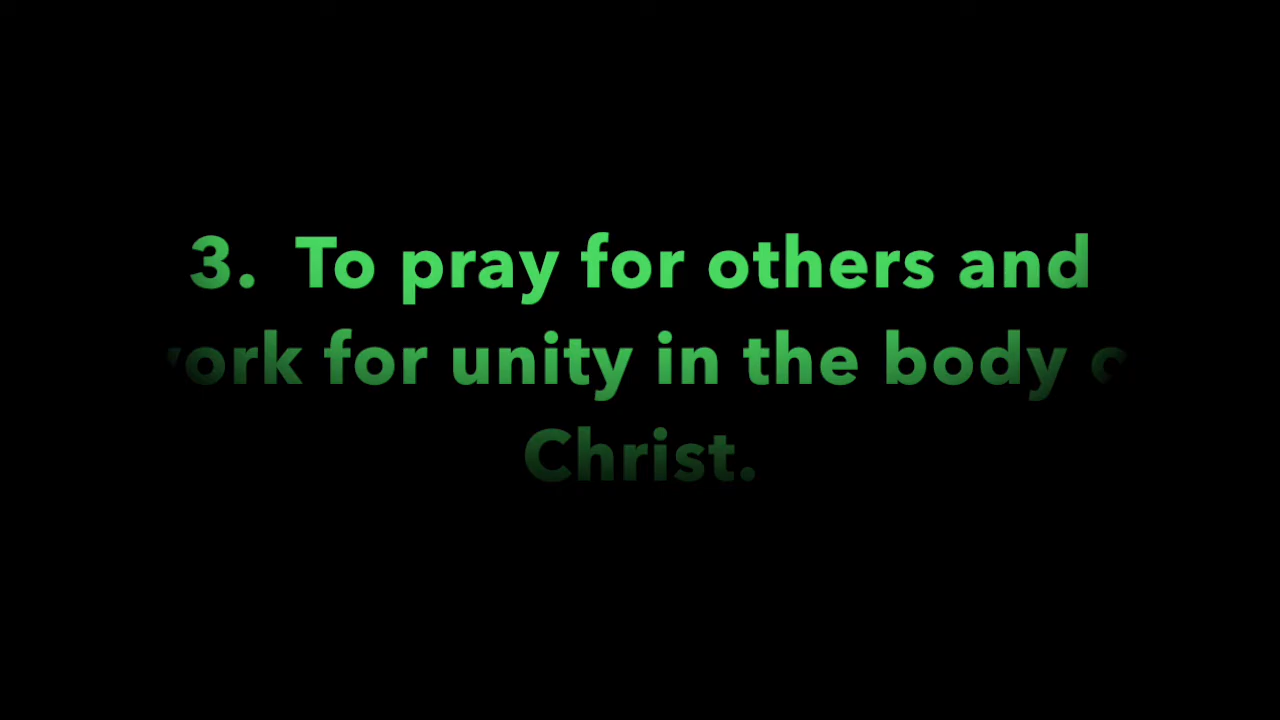 3. To pray for others and
work for unity in the body of
Christ.